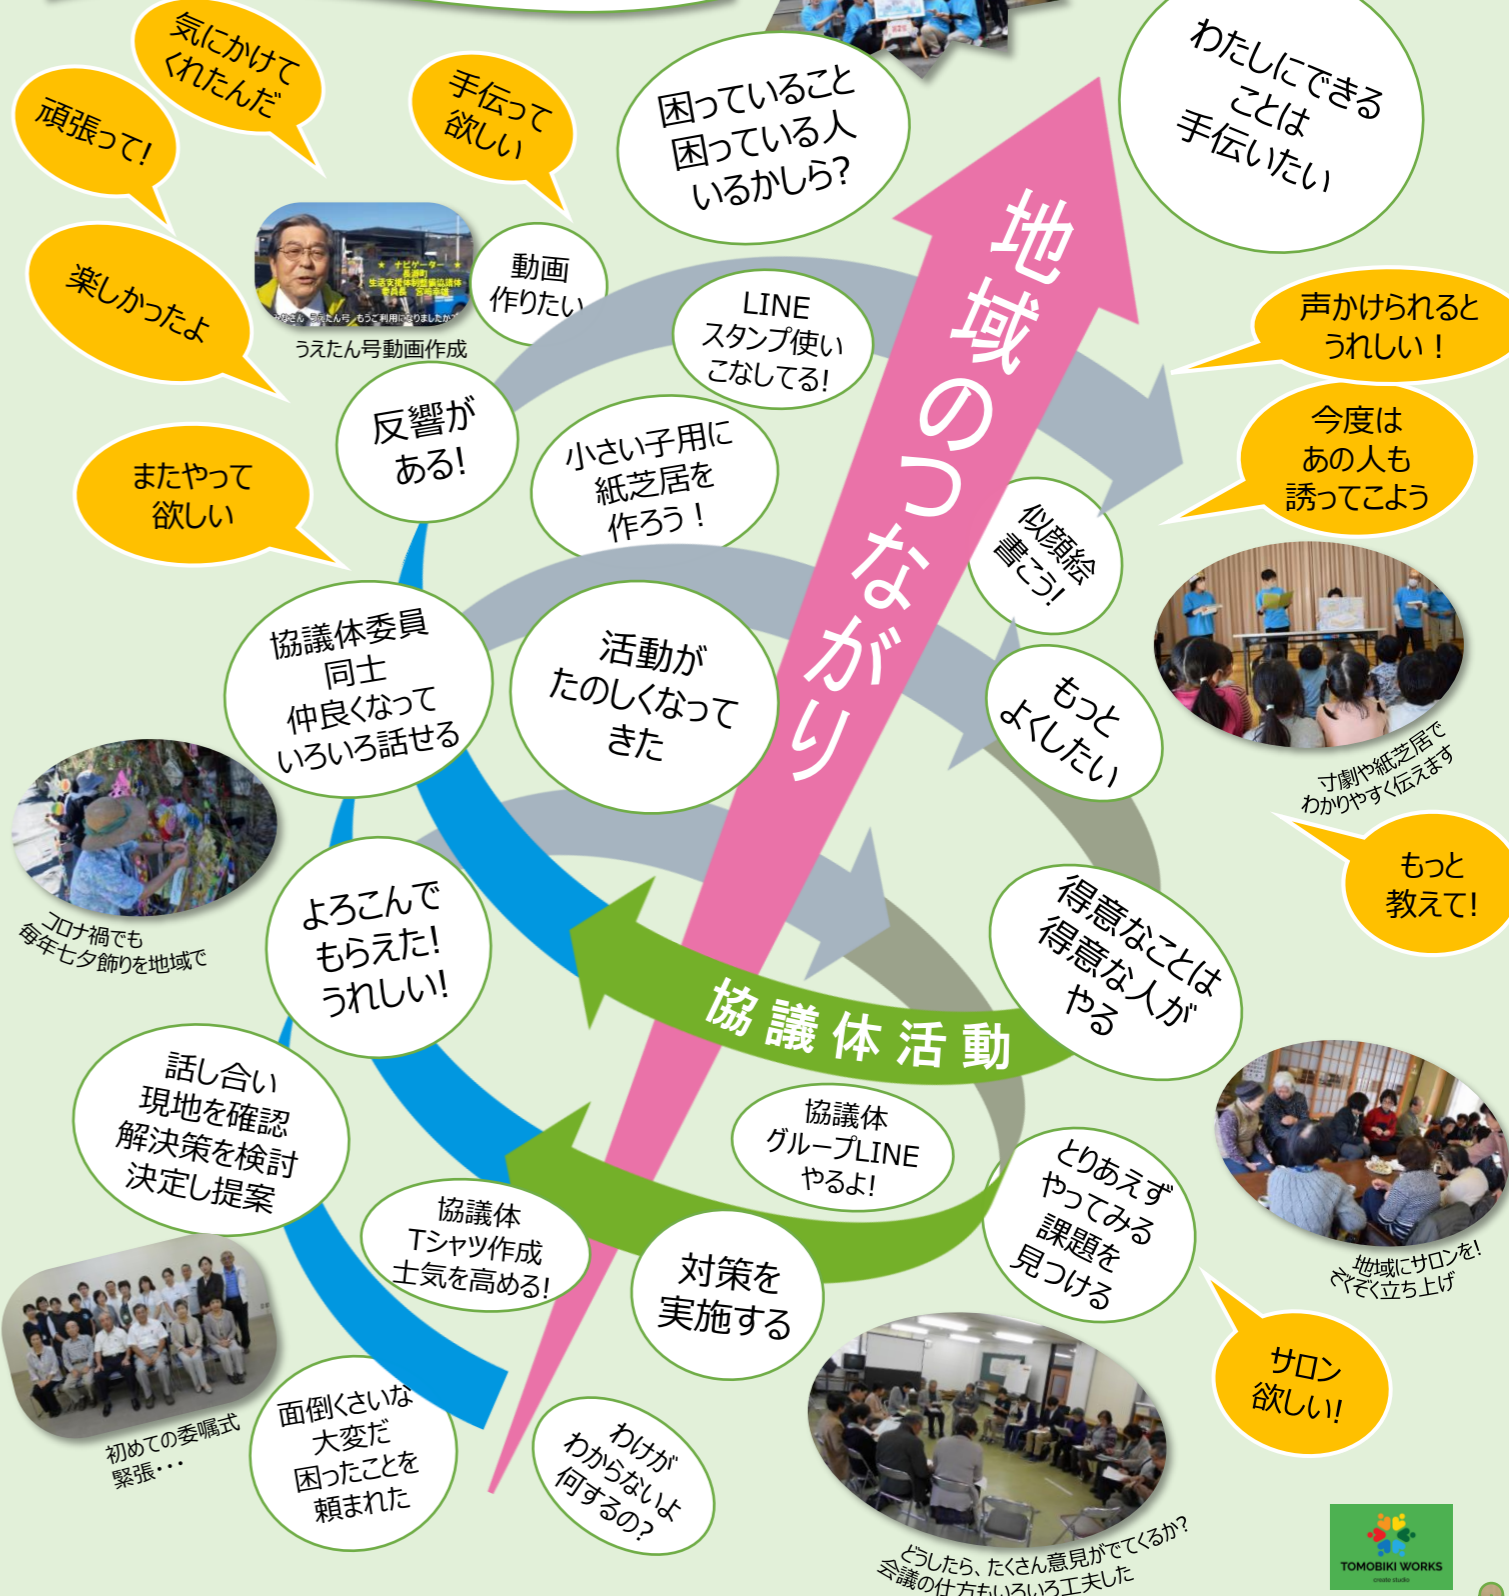 気にかけて
くれたんだ
頑張って!
手伝って
欲しい
困っていること
困っている人
いるかしら?
わたしにできる
ことは
手伝いたい
楽しかったよ
★ ナビゲーター ★
長瀞町
生活支援体制整備協議体
うえたん号動画作成
動画
作りたい
LINE
スタンプ使い
こなしてる!
声かけられると
うれしい！
今度は
あの人も
誘ってこよう
反響が
ある!
小さい子用に
紙芝居を
作ろう！
またやって
欲しい
似顔絵
書こう!
地域のつながり
協議体委員
同士
仲良くなって
いろいろ話せる
活動が
たのしくなって
きた
もっと
よくしたい
寸劇や紙芝居で
わかりやすく伝えます
もっと
教えて!
コロナ禍でも
毎年七夕飾りを地域で
よろこんで
もらえた!
うれしい!
得意なことは
得意な人が
やる
協議体活動
話し合い
現地を確認
解決策を検討
決定し提案
協議体
グループLINE
やるよ!
とりあえず
やってみる
課題を
見つける
地域にサロンを!
ぞくぞく立ち上げ
協議体
Tシャツ作成
士気を高める!
対策を
実施する
サロン
欲しい!
初めての委嘱式
緊張・・・
面倒くさいな
大変だ
困ったことを
頼まれた
わけが
わからないよ
何するの?
どうしたら、たくさん意見がでてくるか?
会議の仕方もいろいろ工夫した
TOMOBIKI WORKS
create studio